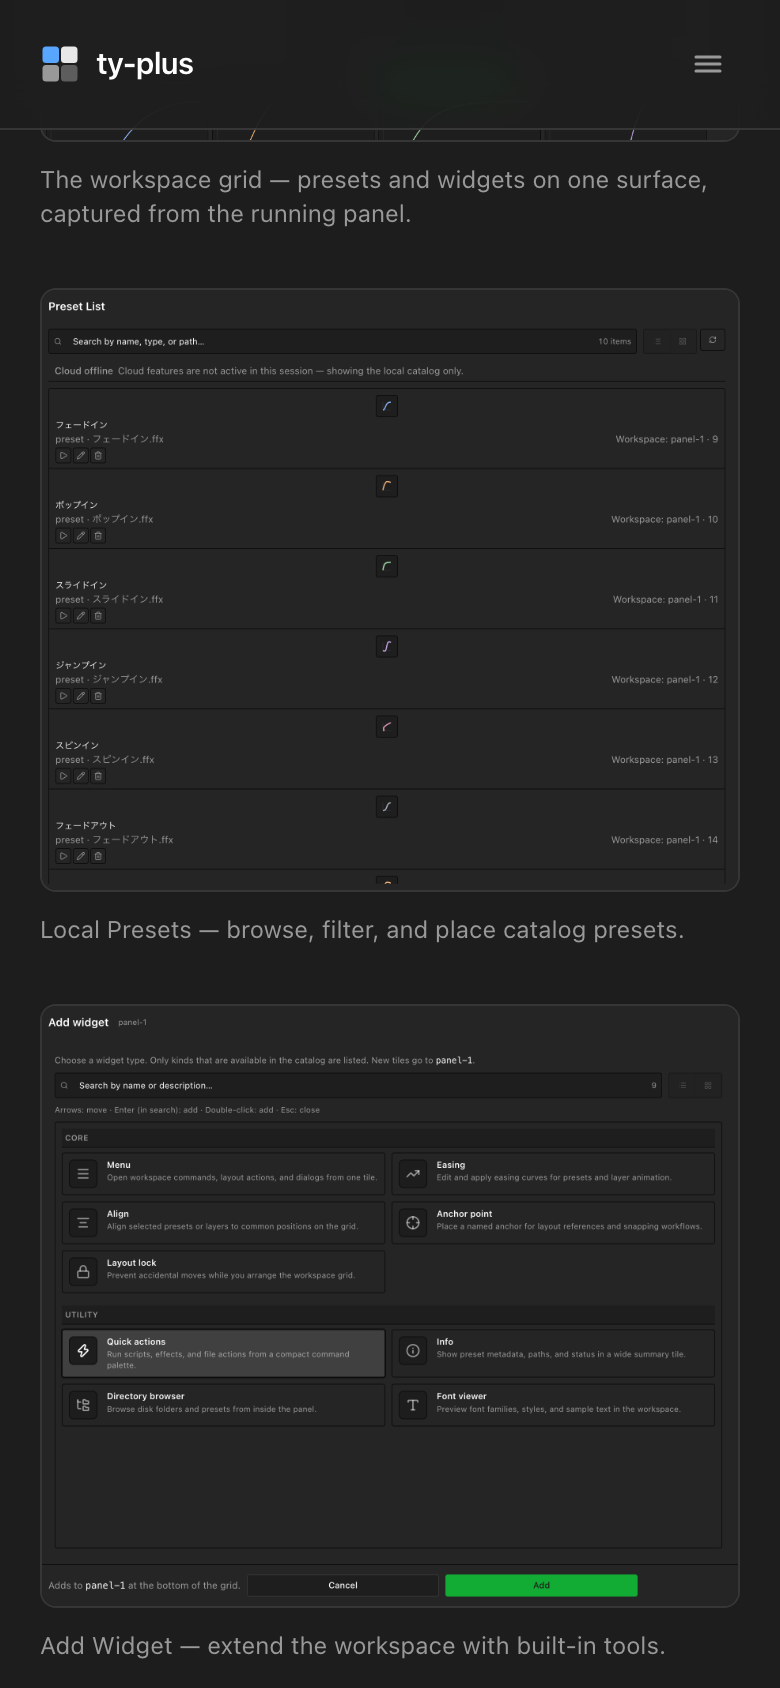 ty-plus
The workspace grid — presets and widgets on one surface,
captured from the running panel.
Preset List
Search by name, type, or path...
10 items
Cloud offline Cloud features are not active in this session — showing the local catalog only.
フェードイン
preset · フェードイン.ffx
Workspace: panel-1 · 9
ポップイン
preset · ポップイン.ffx
Workspace: panel-1 · 10
スライドイン
preset · スライドイン.ffx
Workspace: panel-1 · 11
ジャンプイン
preset · ジャンプイン.ffx
Workspace: panel-1 · 12
スピンイン
preset · スピンイン.ffx
Workspace: panel-1 · 13
フェードアウト
preset · フェードアウト.ffx
Workspace: panel-1 · 14
Local Presets — browse, filter, and place catalog presets.
Add widget panel-1
Choose a widget type. Only kinds that are available in the catalog are listed. New tiles go to panel-1.
Search by name or description...
9
Arrows: move · Enter (in search): add · Double-click: add · Esc: close
CORE
Menu
Open workspace commands, layout actions, and dialogs from one tile.
Easing
Edit and apply easing curves for presets and layer animation.
Align
Align selected presets or layers to common positions on the grid.
Anchor point
Place a named anchor for layout references and snapping workflows.
Layout lock
Prevent accidental moves while you arrange the workspace grid.
UTILITY
Quick actions
Run scripts, effects, and file actions from a compact command
palette.
Info
Show preset metadata, paths, and status in a wide summary tile.
Directory browser
Browse disk folders and presets from inside the panel.
Font viewer
Preview font families, styles, and sample text in the workspace.
Adds to panel-1 at the bottom of the grid.
Cancel
Add
Add Widget — extend the workspace with built-in tools.